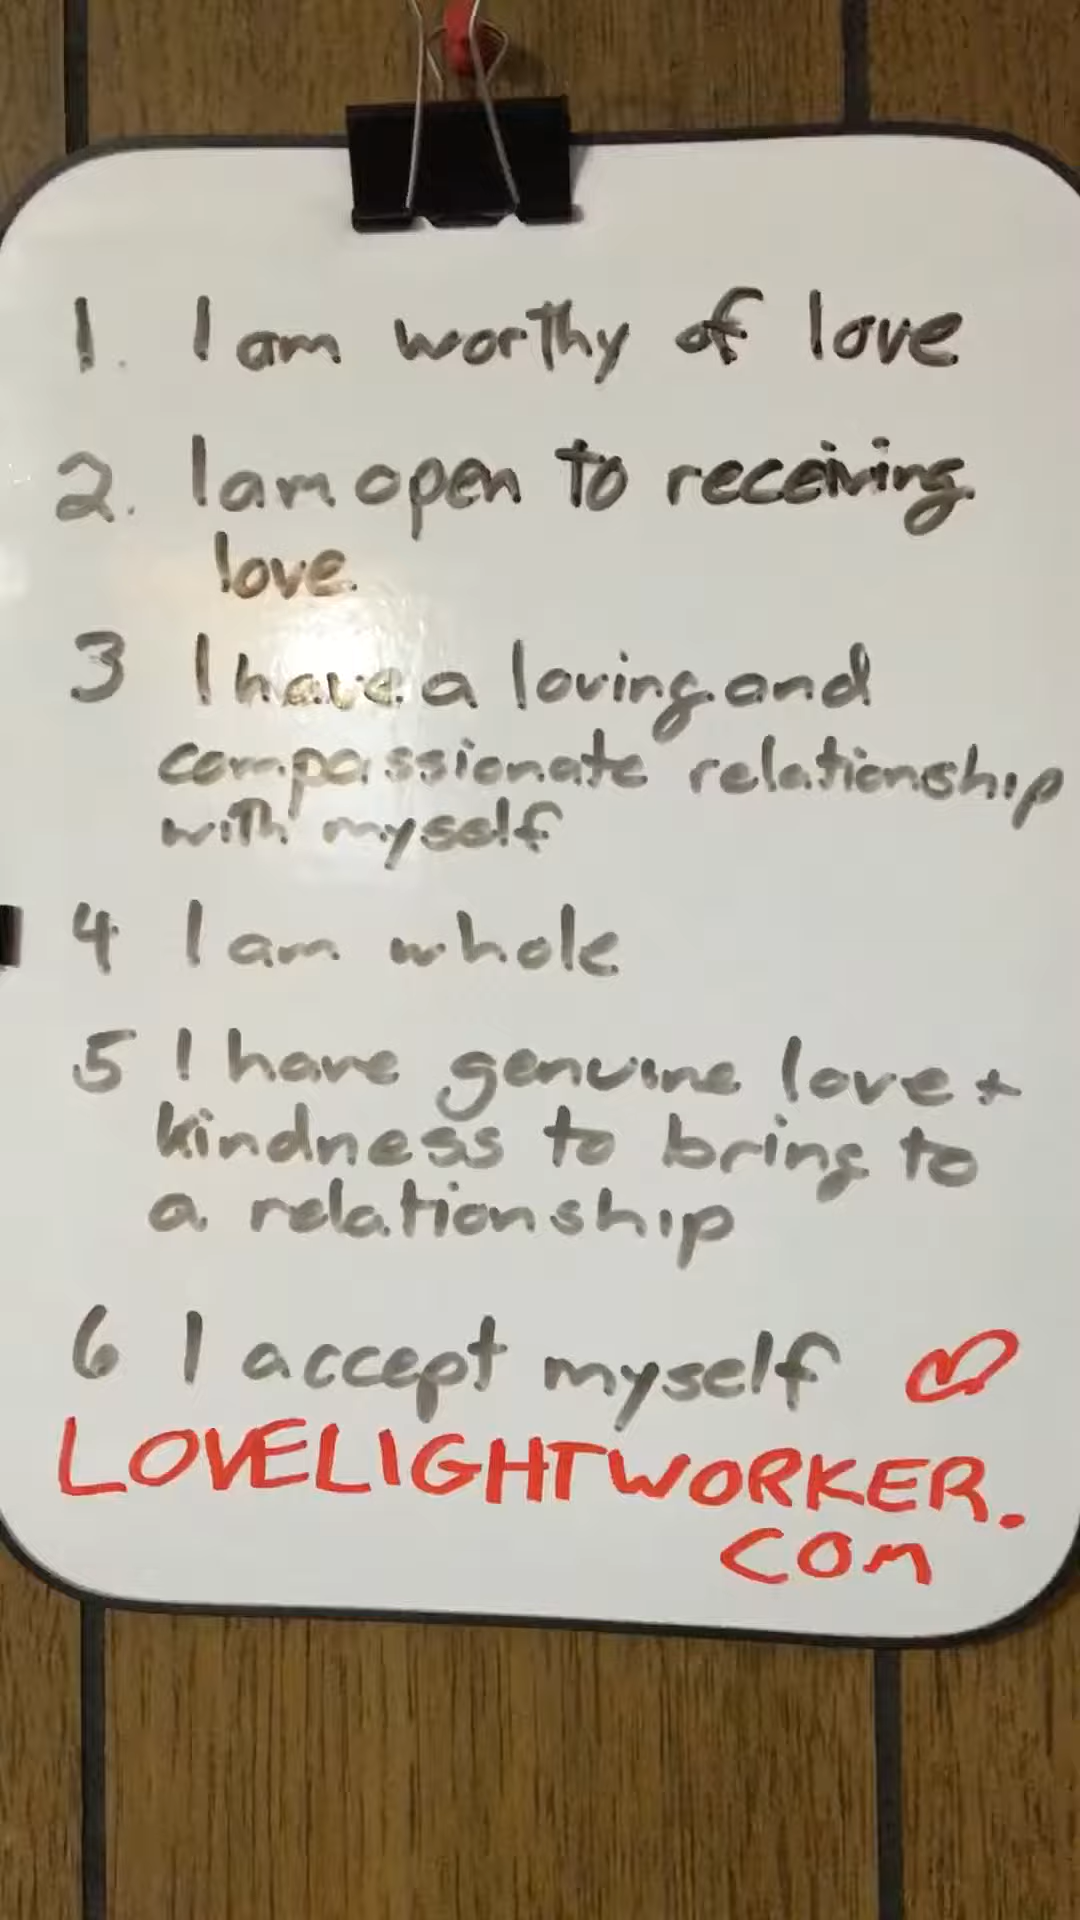 1. I am worthy of love
2. I am open to receiving
love.
3 I have a loving and
compassionate relationship
with myself
4 I am whole
5 I have genuine love +
kindness to bring to
a relationship
6 I accept myself
LOVELIGHTWORKER.
COM